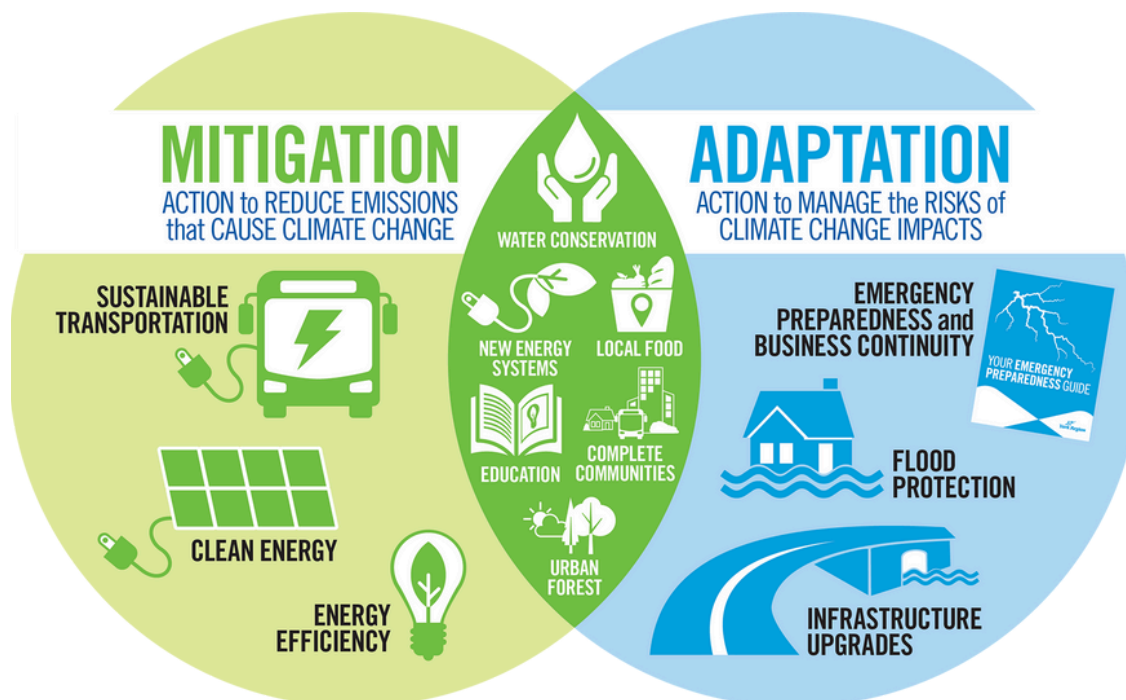 MITIGATION
ACTION to REDUCE EMISSIONS
that CAUSE CLIMATE CHANGE
SUSTAINABLE
TRANSPORTATION
CLEAN ENERGY
ENERGY
EFFICIENCY
WATER CONSERVATION
NEW ENERGY
SYSTEMS
LOCAL FOOD
EDUCATION
COMPLETE
COMMUNITIES
URBAN
FOREST
ADAPTATION
ACTION to MANAGE the RISKS of
CLIMATE CHANGE IMPACTS
EMERGENCY
PREPAREDNESS and
BUSINESS CONTINUITY
YOUR EMERGENCY
PREPAREDNESS GUIDE
York Region
FLOOD
PROTECTION
INFRASTRUCTURE
UPGRADES